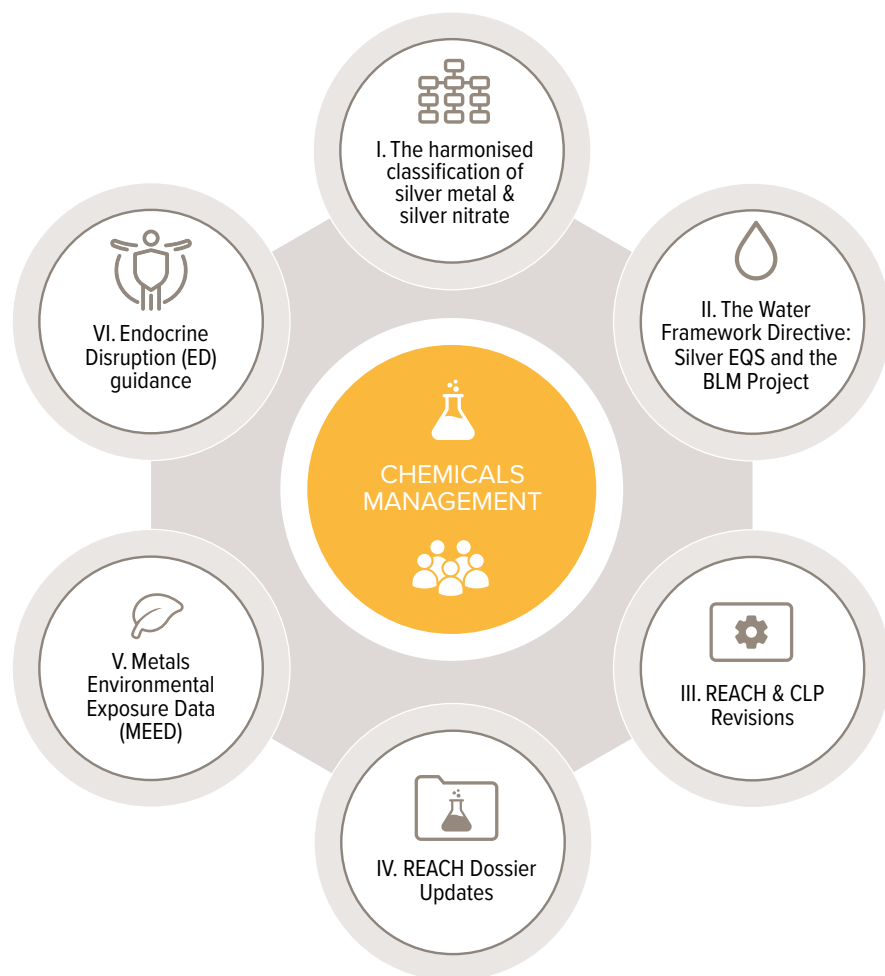 I. The harmonised
classification of
silver metal &
silver nitrate
II. The Water
Framework Directive:
Silver EQS and the
BLM Project
III. REACH & CLP
Revisions
IV. REACH Dossier
Updates
V. Metals
Environmental
Exposure Data
(MEED)
VI. Endocrine
Disruption (ED)
guidance
CHEMICALS
MANAGEMENT